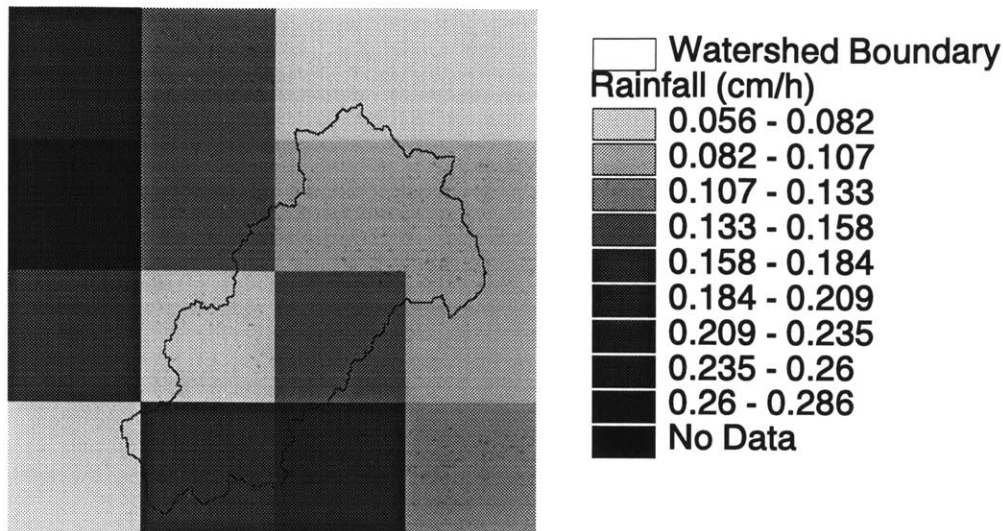 Watershed Boundary
Rainfall (cm/h)
0.056 - 0.082
0.082 - 0.107
0.107 - 0.133
0.133 - 0.158
0.158 - 0.184
0.184 - 0.209
0.209 - 0.235
0.235 - 0.26
0.26 - 0.286
No Data